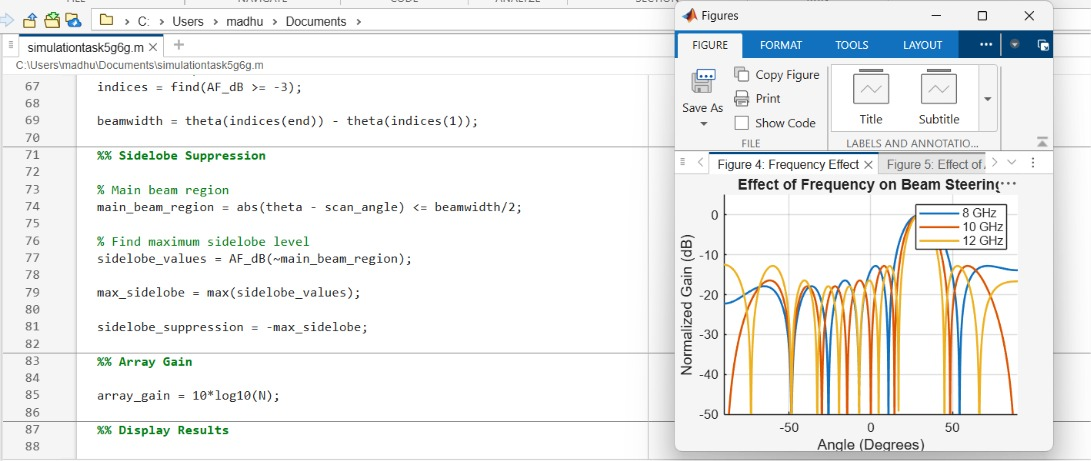 C: > Users > madhu > Documents >
simulationtask5g6g.m
C:\Users\madhu\Documents\simulationtask5g6g.m
67 indices = find(AF_dB >= -3);
68
69 beamwidth = theta(indices(end)) - theta(indices(1));
70
71 %% Sidelobe Suppression
72
73 % Main beam region
74 main_beam_region = abs(theta - scan_angle) <= beamwidth/2;
75
76 % Find maximum sidelobe level
77 sidelobe_values = AF_dB(~main_beam_region);
78
79 max_sidelobe = max(sidelobe_values);
80
81 sidelobe_suppression = -max_sidelobe;
82
83 %% Array Gain
84
85 array_gain = 10*log10(N);
86
87 %% Display Results
88
Figures
FIGURE FORMAT TOOLS LAYOUT
Save As
Copy Figure
Print
Show Code
Title Subtitle
FILE LABELS AND ANNOTATIO...
Figure 4: Frequency Effect Figure 5: Effect of
Effect of Frequency on Beam Steering...
8 GHz
10 GHz
12 GHz
Normalized Gain (dB)
0
-10
-20
-30
-40
-50
-50 0 50
Angle (Degrees)